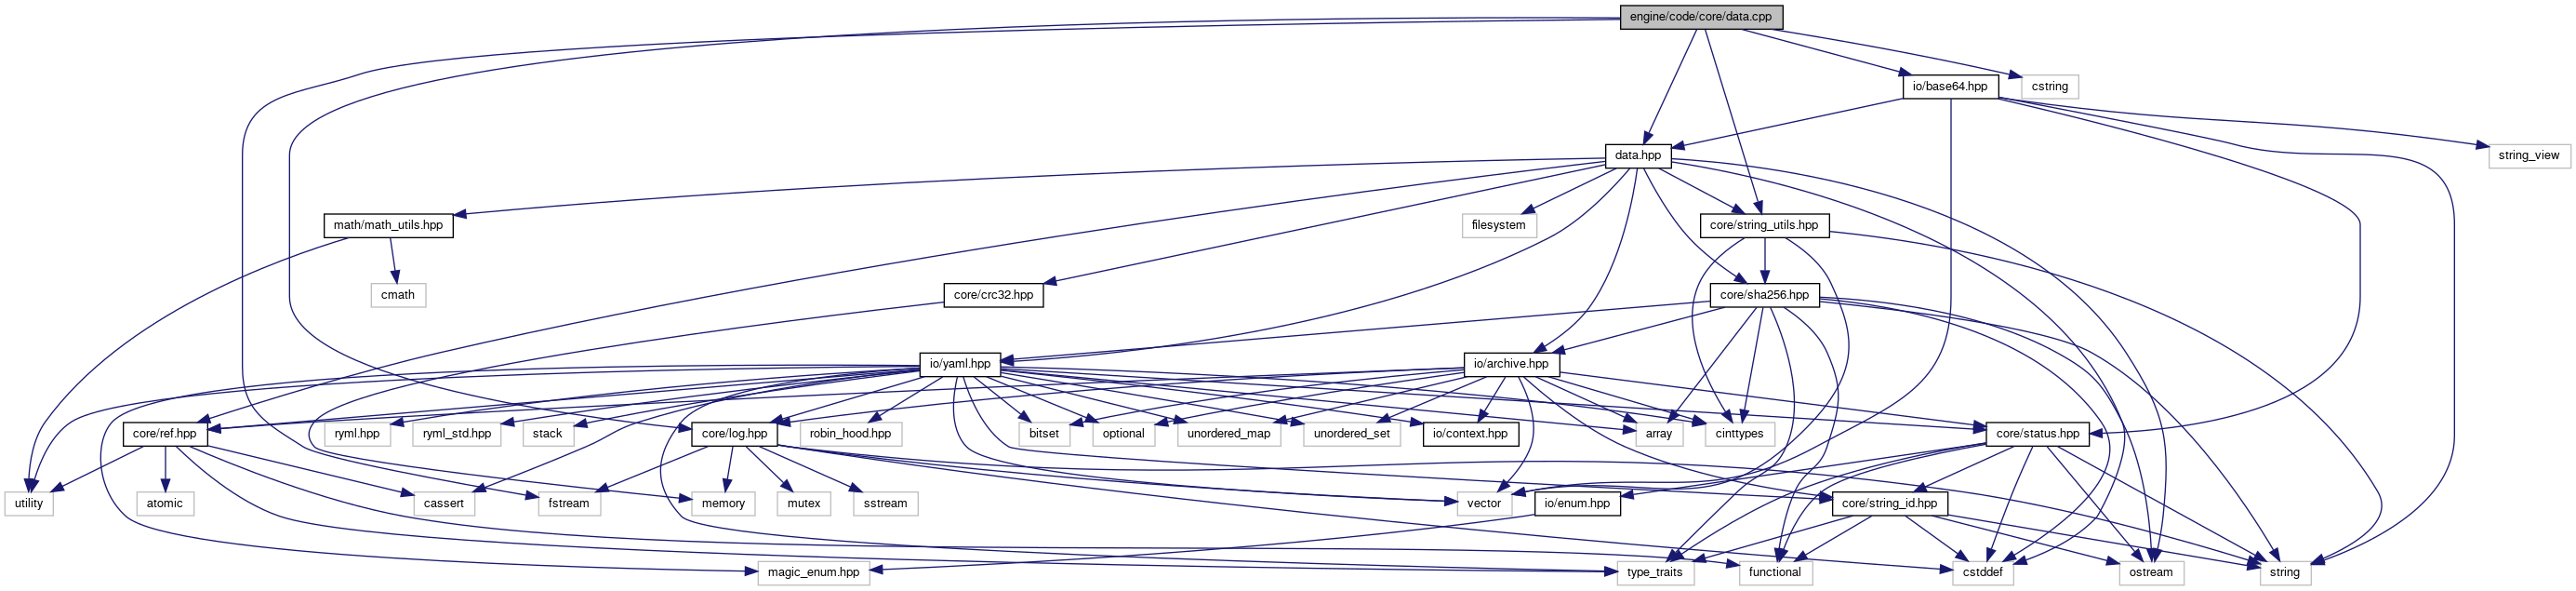 engine/code/core/data.cpp
io/base64.hpp
cstring
data.hpp
string_view
math/math_utils.hpp
filesystem
core/string_utils.hpp
cmath
core/crc32.hpp
core/sha256.hpp
io/yaml.hpp
io/archive.hpp
core/ref.hpp
ryml.hpp
ryml_std.hpp
stack
core/log.hpp
robin_hood.hpp
bitset
optional
unordered_map
unordered_set
io/context.hpp
array
cinttypes
core/status.hpp
utility
atomic
cassert
fstream
memory
mutex
sstream
vector
io/enum.hpp
core/string_id.hpp
magic_enum.hpp
type_traits
functional
cstddef
ostream
string